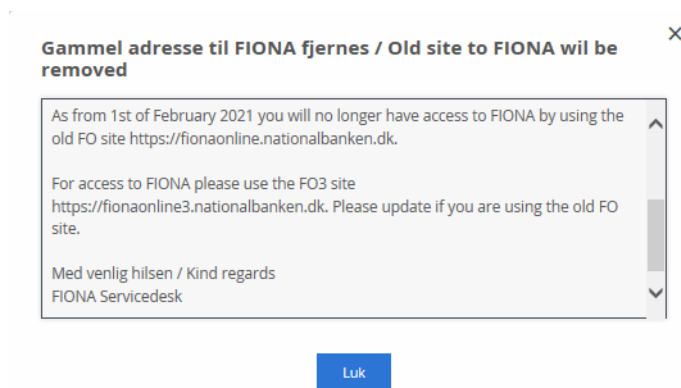 Gammel adresse til FIONA fjernes / Old site to FIONA wil be
removed
As from 1st of February 2021 you will no longer have access to FIONA by using the
old FO site https://fionaonline.nationalbanken.dk.
For access to FIONA please use the FO3 site
https://fionaonline3.nationalbanken.dk. Please update if you are using the old FO
site.
Med venlig hilsen / Kind regards
FIONA Servicedesk
Luk